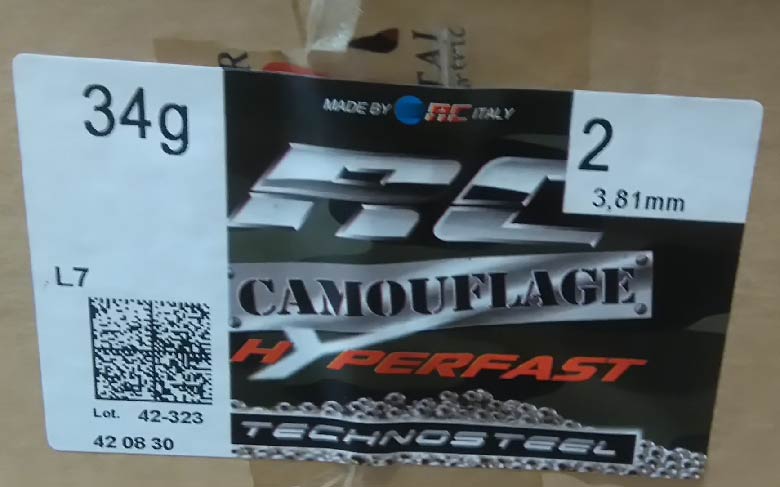 34g
MADE BY RC ITALY
2
3,81mm
RC
L7
CAMOUFLAGE
HYPERFAST
Lot. 42-323
42 08 30
TECHNOSTEEL